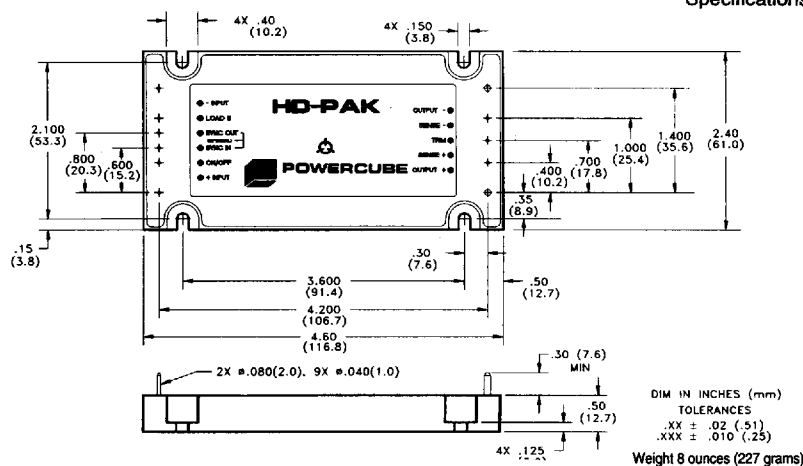 Specifications
4X .40
(10.2)
4X .150
(3.8)
2.100
(53.3)
.800
(20.3)
.600
(15.2)
.15
(3.8)
- INPUT
LOAD S
SYNC OUT
SYNC IN
ON/OFF
+ INPUT
HD-PAK
POWERCUBE
OUTPUT -
SENSE -
TRIM
SENSE +
OUTPUT +
.35
(8.9)
.400
(10.2)
.700
(17.8)
1.000
(25.4)
1.400
(35.6)
2.40
(61.0)
.30
(7.6)
.50
(12.7)
3.600
(91.4)
4.200
(106.7)
4.60
(116.8)
2X ø.080(2.0), 9X ø.040(1.0)
.30 (7.6)
MIN
.50
(12.7)
4X .125
DIM IN INCHES (mm)
TOLERANCES
.XX ± .02 (.51)
.XXX ± .010 (.25)
Weight 8 ounces (227 grams)